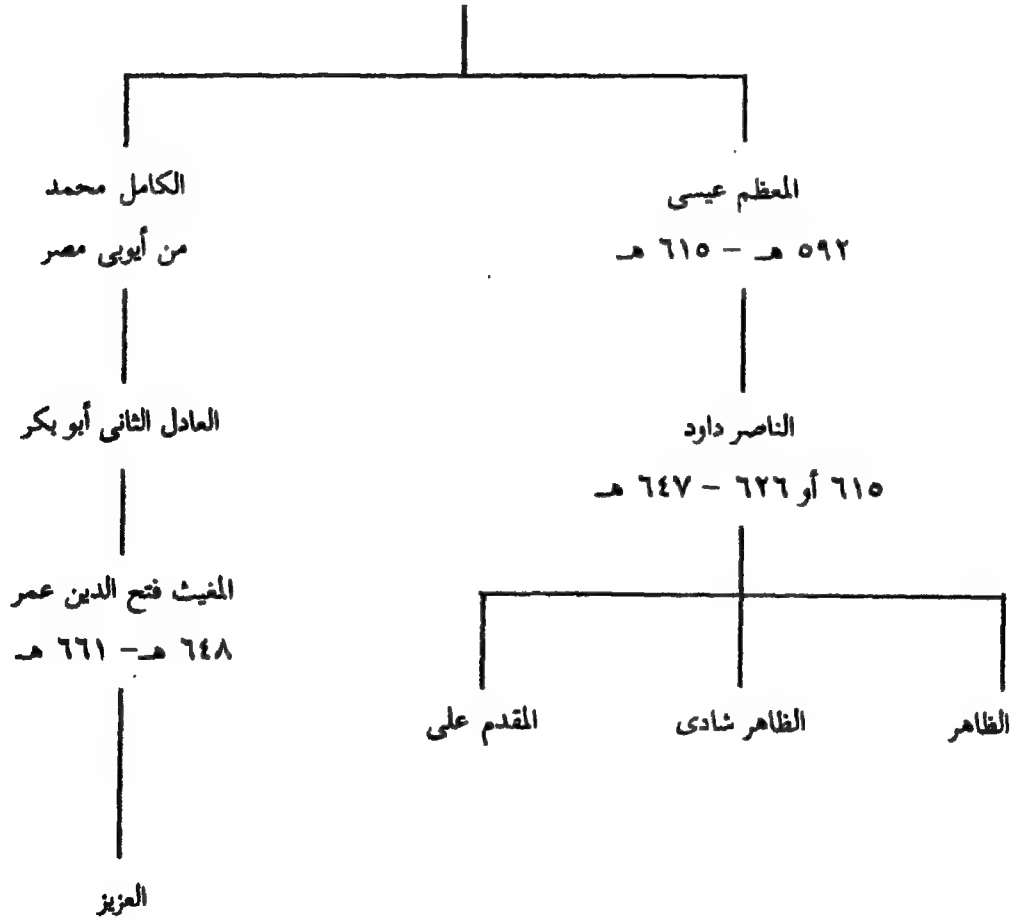 المعظم عيسى
٥٩٢ هـ – ٦١٥ هـ
الكامل محمد
من أيوبى مصر
الناصر داود
٦١٥ أو ٦٢٦ – ٦٤٧ هـ
العادل الثانى أبو بكر
المغيث فتح الدين عمر
٦٤٨ هـ– ٦٦١ هـ
الظاهر
الظاهر شادى
المقدم على
العزيز